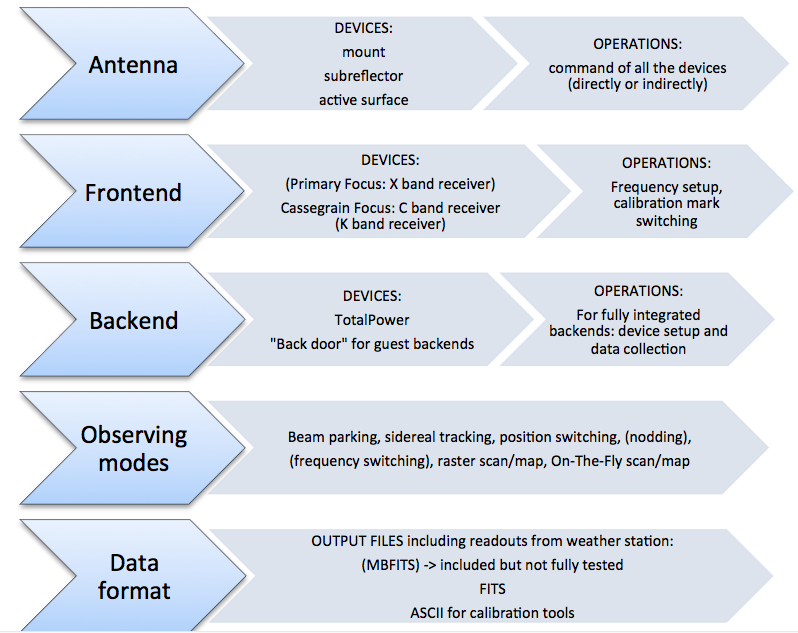 Antenna
DEVICES:
mount
subreflector
active surface
OPERATIONS:
command of all the devices
(directly or indirectly)
Frontend
DEVICES:
(Primary Focus: X band receiver)
Cassegrain Focus: C band receiver
(K band receiver)
OPERATIONS:
Frequency setup,
calibration mark
switching
Backend
DEVICES:
TotalPower
"Back door" for guest backends
OPERATIONS:
For fully integrated
backends: device setup and
data collection
Observing
modes
Beam parking, sidereal tracking, position switching, (nodding),
(frequency switching), raster scan/map, On-The-Fly scan/map
Data
format
OUTPUT FILES including readouts from weather station:
(MBFITS) -> included but not fully tested
FITS
ASCII for calibration tools